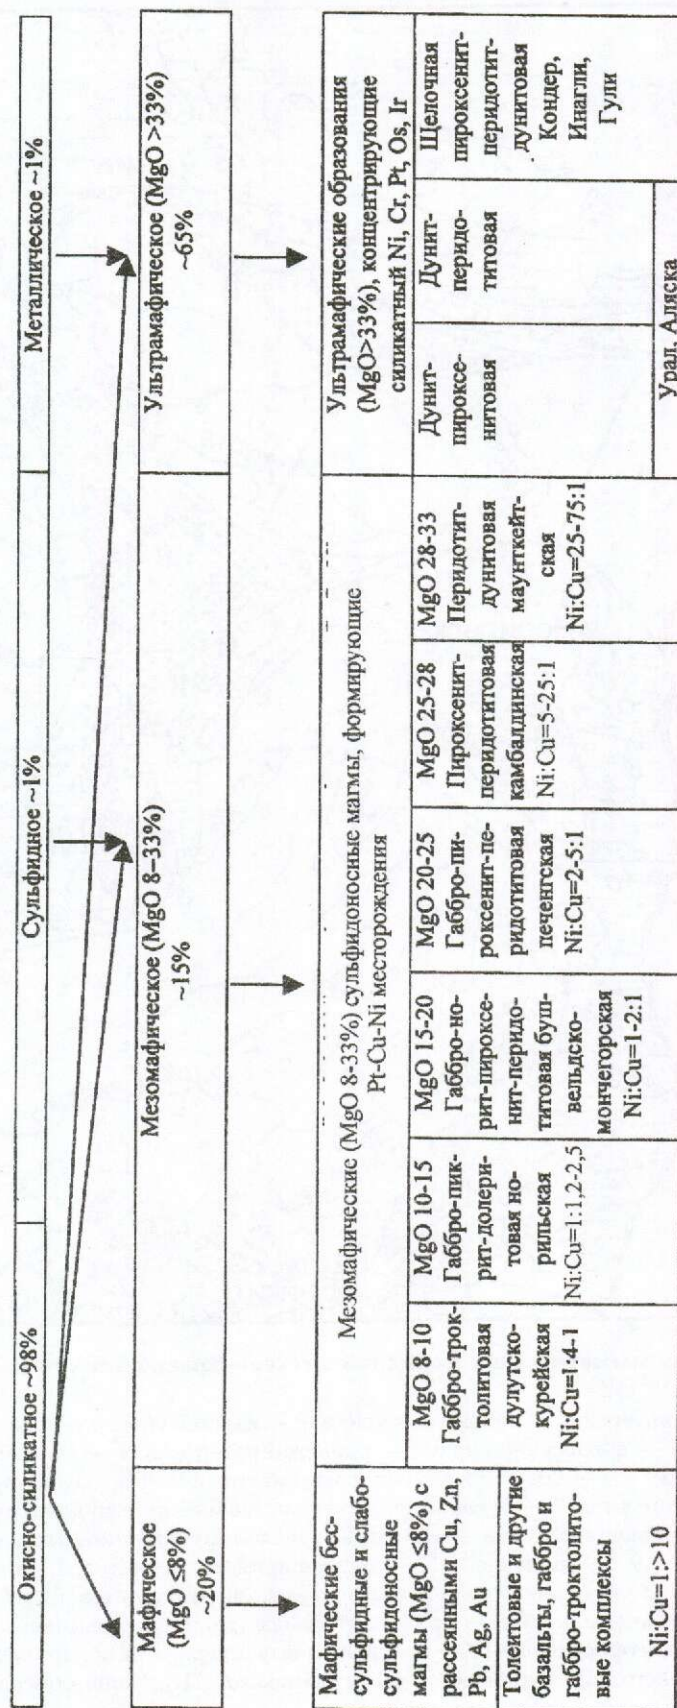 Окисно-силикатное ~98%
Сульфидное ~1%
Металлическое ~1%
Мафическое
(MgO ≤8%)
~20%
Мезомафическое (MgO 8-33%)
~15%
Ультрамафическое (MgO >33%)
~65%
Мафические бес-
сульфидные и слабо-
сульфидоносные
магмы (MgO ≤8%) с
рассеянными Cu, Zn,
Pb, Ag, Au
Мезомафические (MgO 8-33%) сульфидоносные магмы, формирующие
Pt-Cu-Ni месторождения
Ультрамафические образования
(MgO>33%), концентрирующие
силикатный Ni, Cr, Pt, Os, Ir
Толеитовые и другие
базальты, габбро и
габбро-троктолито-
вые комплексы
Ni:Cu=1:>10
MgO 8-10
Габбро-трок-
толитовая
дулутско-
курейская
Ni:Cu=1:4-1
MgO 10-15
Габбро-пик-
рит-долери-
товая но-
рильская
Ni:Cu=1:1,2-2,5
MgO 15-20
Габбро-но-
рит-пироксе-
нит-перидо-
титовая буш-
вельдско-
мончегорская
Ni:Cu=1-2:1
MgO 20-25
Габбро-пи-
роксенит-пе-
ридотитовая
печенгская
Ni:Cu=2-5:1
MgO 25-28
Пироксенит-
перидотитовая
камбалдинская
Ni:Cu=5-25:1
MgO 28-33
Перидотит-
дунитовая
маунткейт-
ская
Ni:Cu=25-75:1
Дунит-
пироксе-
нитовая
Дунит-
перидо-
титовая
Щелочная
пироксенит-
перидотит-
дунитовая
Кондер,
Инагли,
Гули
Урал, Аляска